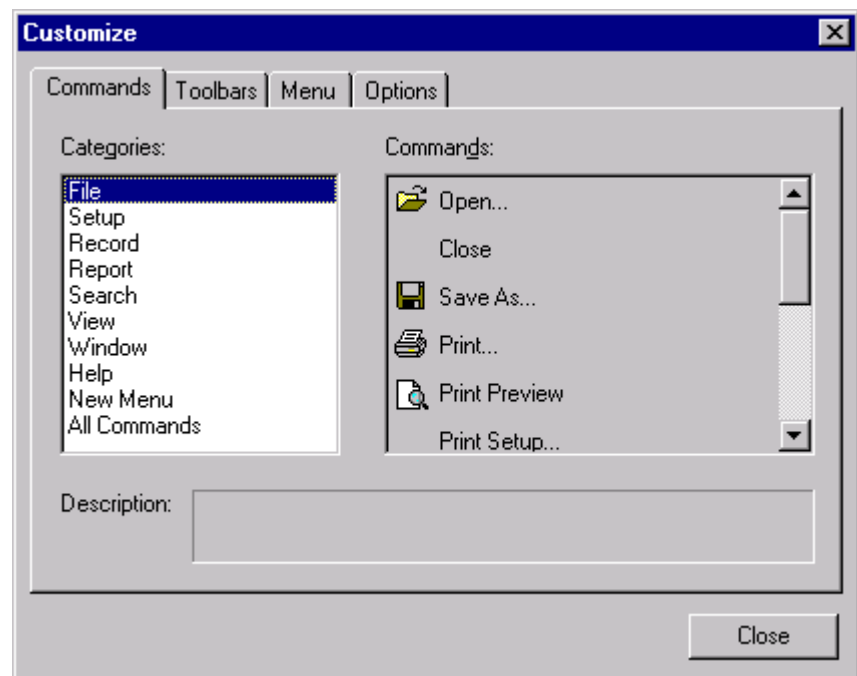 Customize
Commands Toolbars Menu Options
Categories:
File
Setup
Record
Report
Search
View
Window
Help
New Menu
All Commands
Commands:
Open...
Close
Save As...
Print...
Print Preview
Print Setup...
Description:
Close